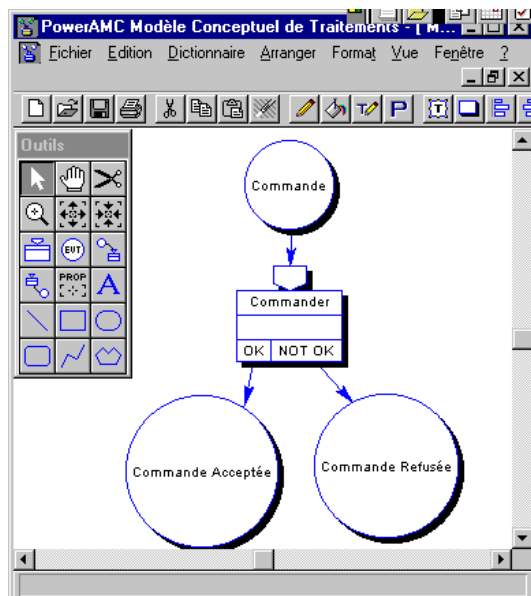 PowerAMC Modèle Conceptuel de Traitements - [ M...
Fichier Edition Dictionnaire Arranger Format Vue Fenêtre ?
P T
Outils
EVT
PROP
A
Commande
Commander
OK NOT OK
Commande Acceptée
Commande Refusée